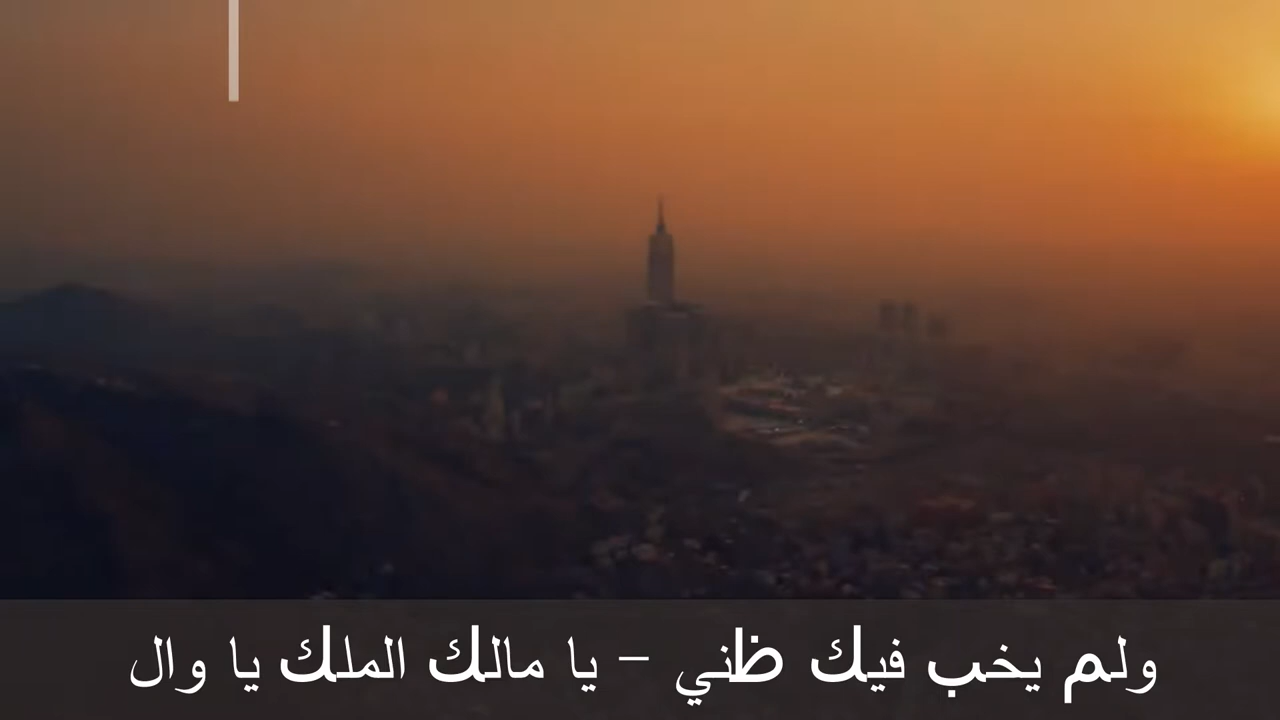 ولم يخب فيك ظني – يا مالك الملك يا وال